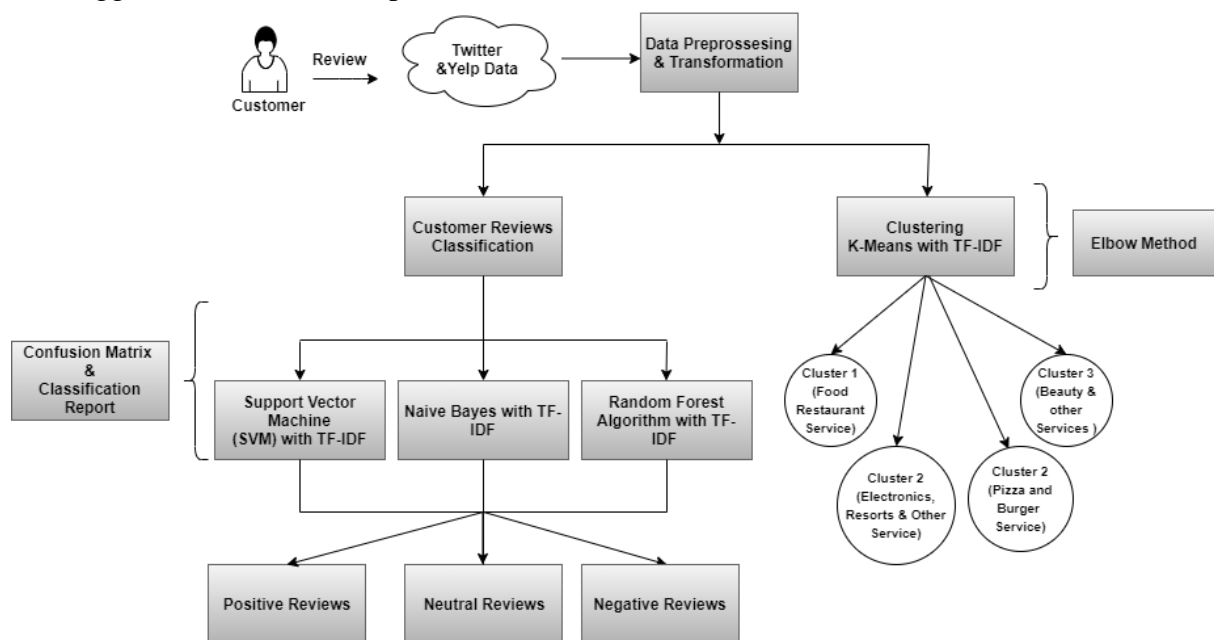 Review
Customer
Twitter
&Yelp Data
Data Preprossesing
& Transformation
Customer Reviews
Classification
Clustering
K-Means with TF-IDF
Elbow Method
Confusion Matrix
&
Classification
Report
Support Vector
Machine
(SVM) with TF-IDF
Naive Bayes with TF-
IDF
Random Forest
Algorithm with TF-
IDF
Cluster 1
(Food
Restaurant
Service)
Cluster 2
(Electronics,
Resorts & Other
Service)
Cluster 2
(Pizza and
Burger
Service)
Cluster 3
(Beauty &
other
Services )
Positive Reviews
Neutral Reviews
Negative Reviews